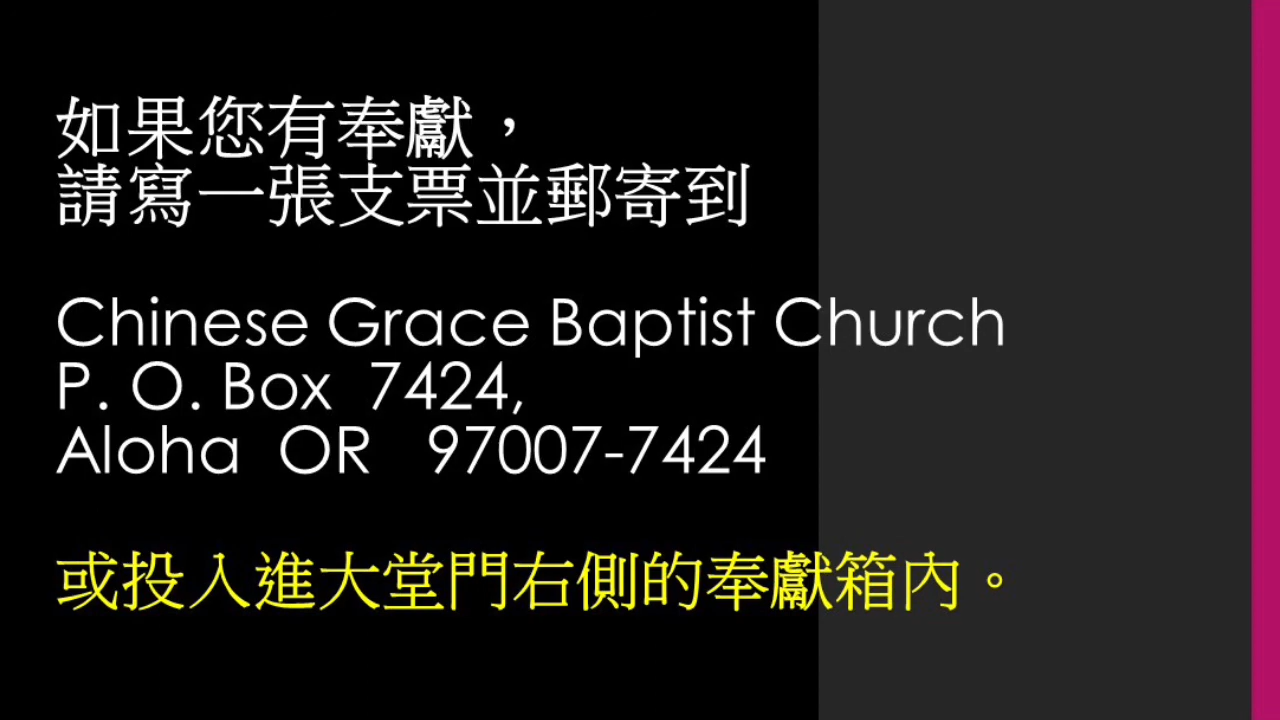 如果您有奉獻，
請寫一張支票並郵寄到
Chinese Grace Baptist Church
P. O. Box 7424,
Aloha OR 97007-7424
或投入進大堂門右側的奉獻箱內。